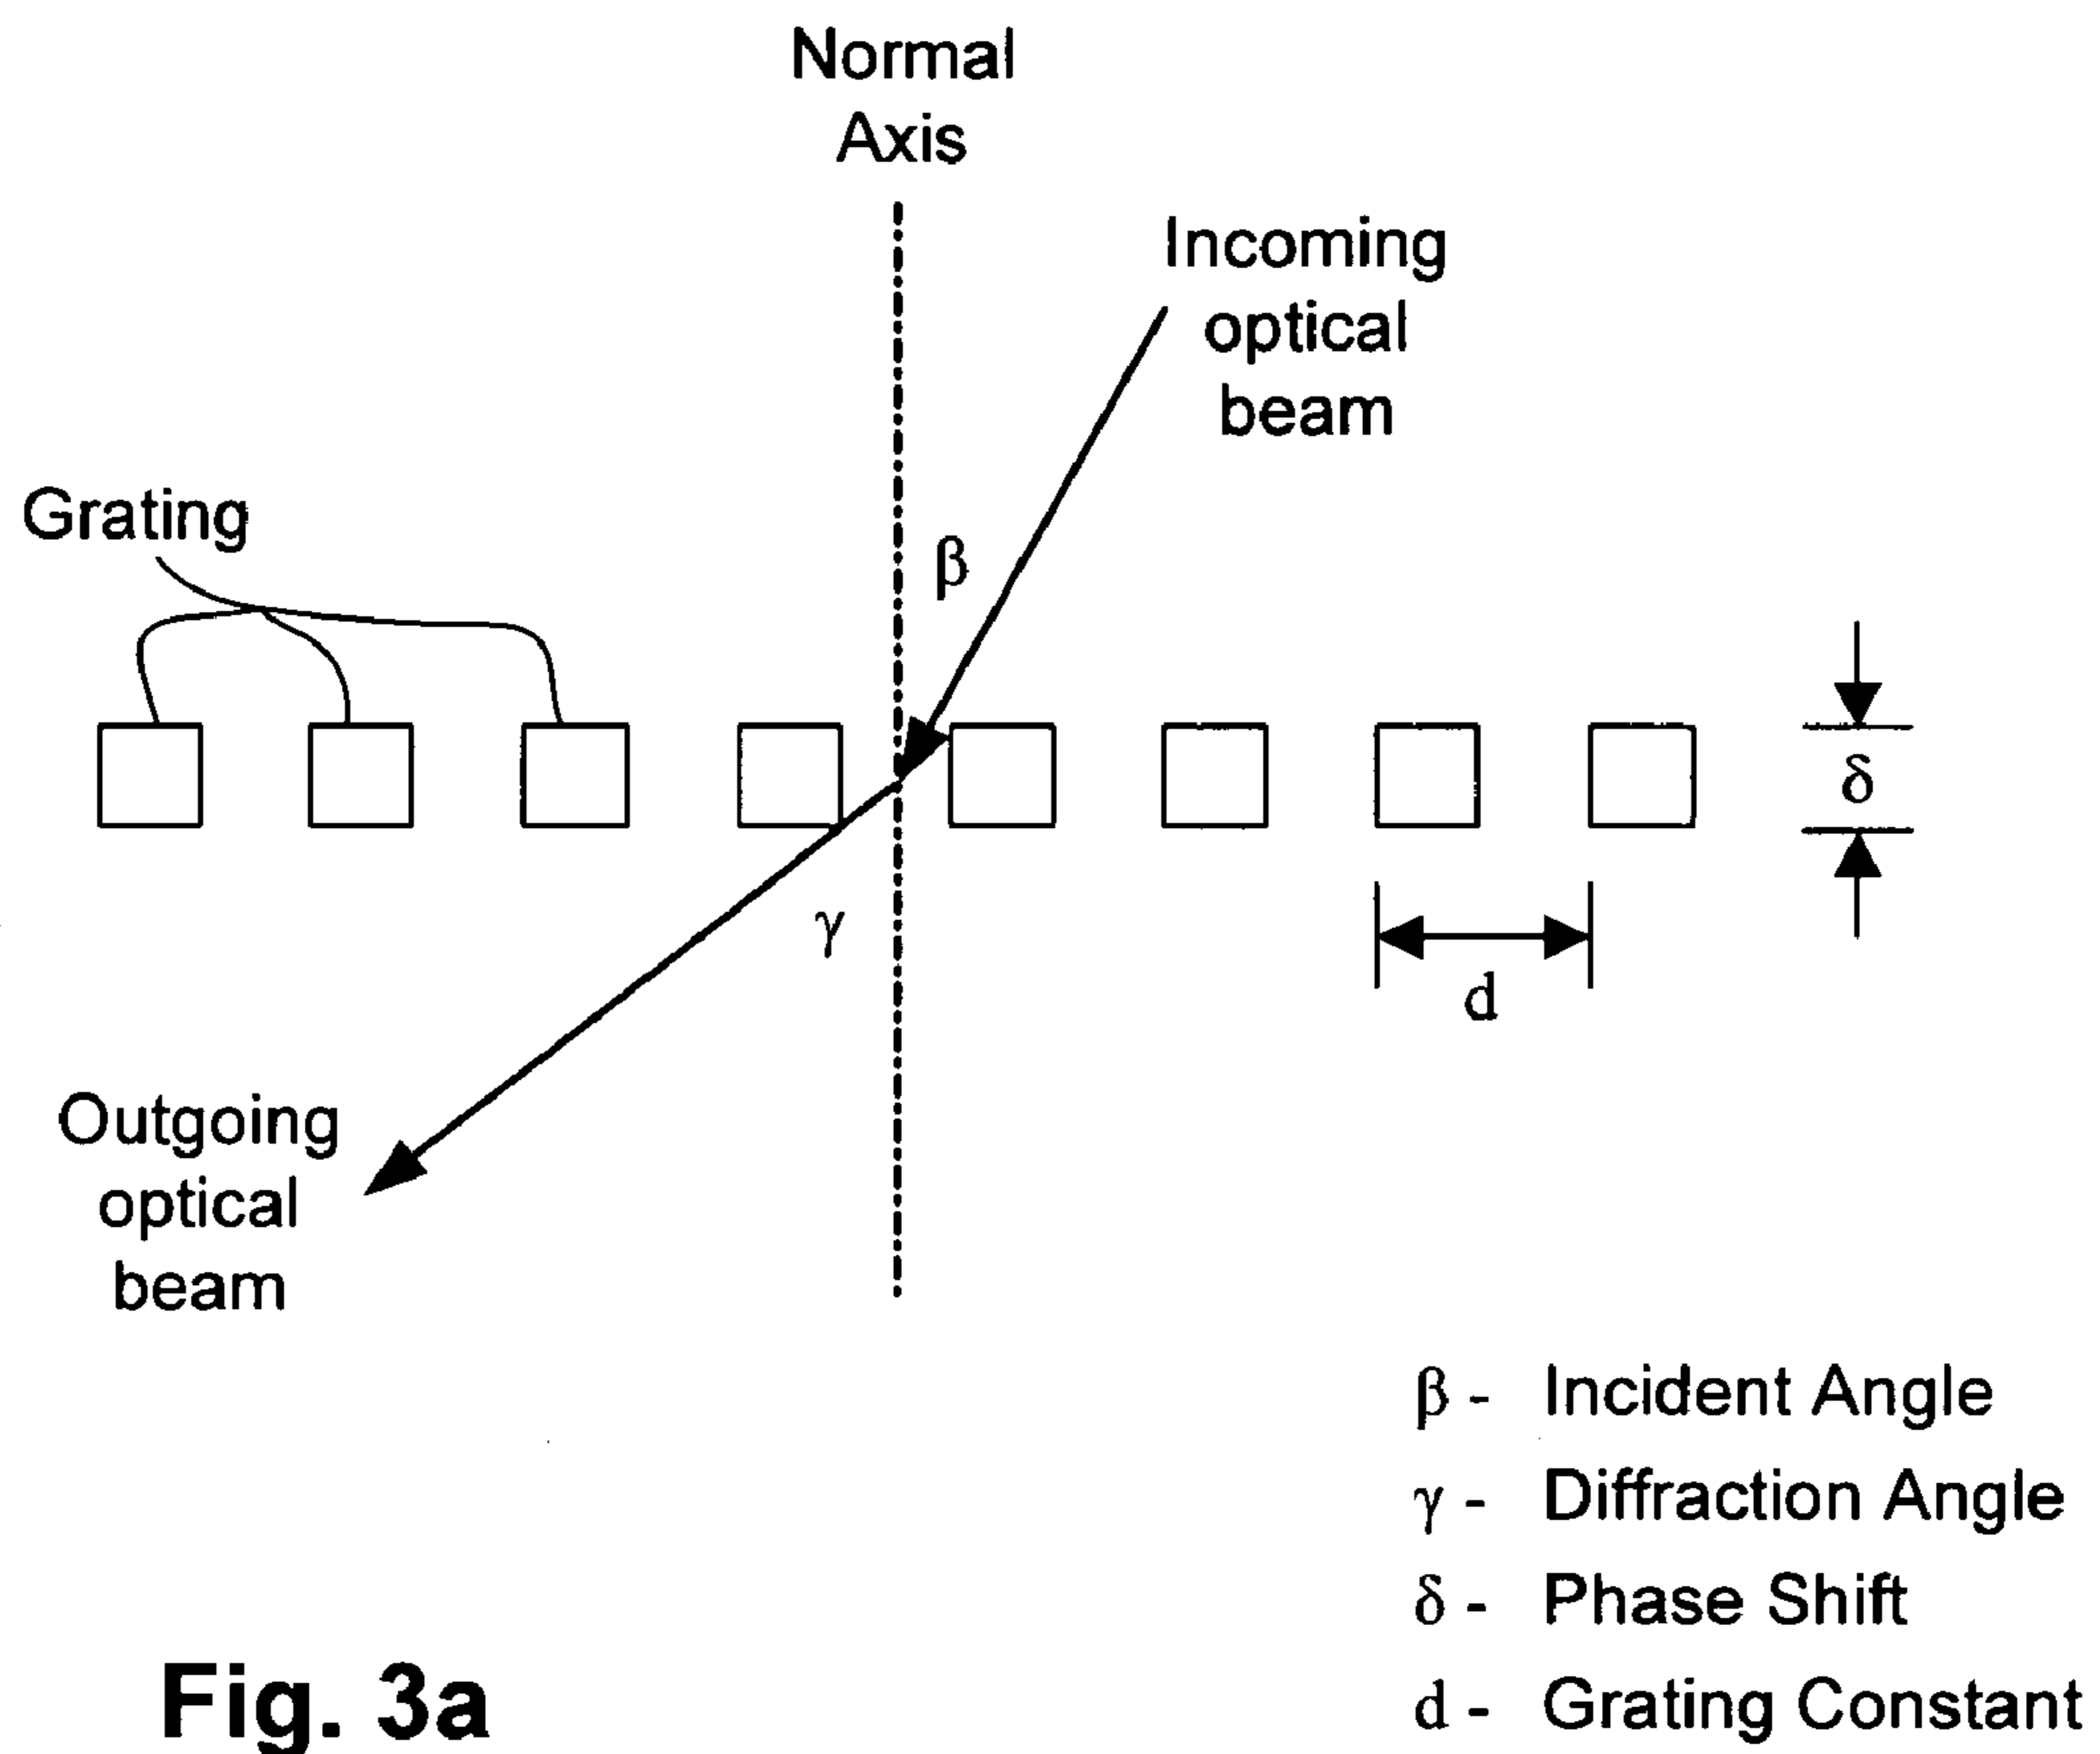 Normal
Axis
Incoming
optical
beam
Grating
β
δ
γ
d
Outgoing
optical
beam
β - Incident Angle
γ - Diffraction Angle
δ - Phase Shift
d - Grating Constant
Fig. 3a